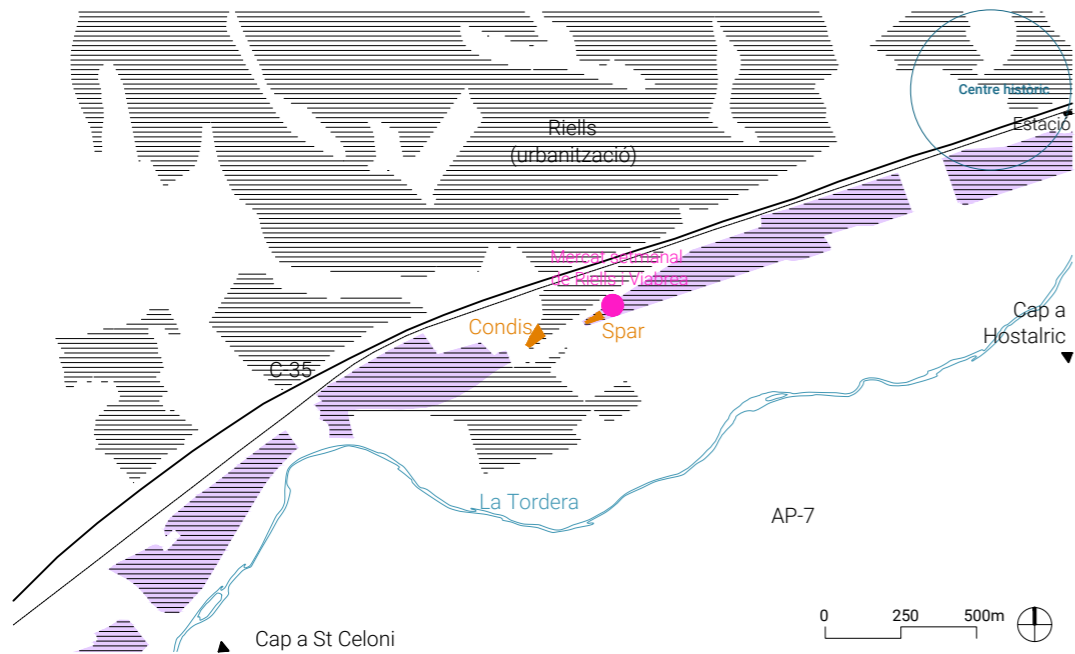 Centre històric
Estació
Riells
(urbanització)
Mercat setmanal
de Riells i Viabrea
Cap a
Hostalric
Condis
Spar
C-35
La Tordera
AP-7
0 250 500m
Cap a St Celoni